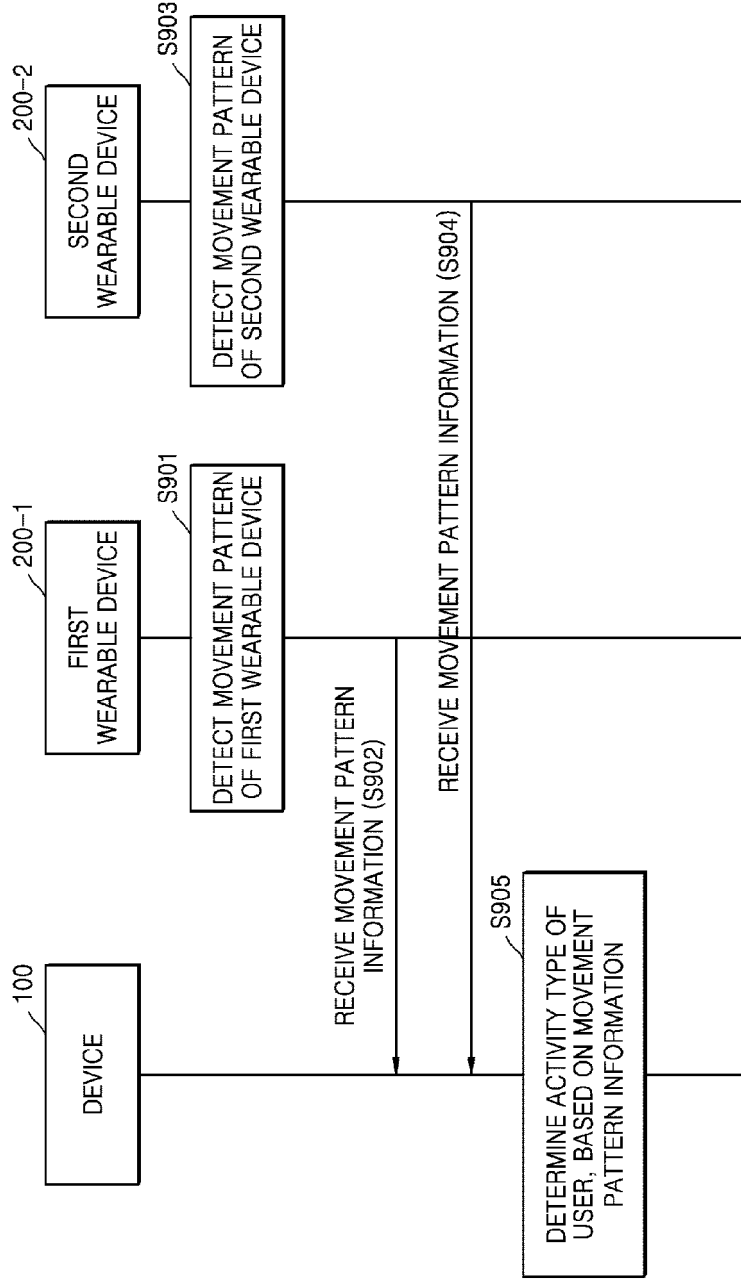 100
DEVICE
200-1
FIRST
WEARABLE DEVICE
200-2
SECOND
WEARABLE DEVICE
S901
DETECT MOVEMENT PATTERN
OF FIRST WEARABLE DEVICE
S903
DETECT MOVEMENT PATTERN
OF SECOND WEARABLE DEVICE
RECEIVE MOVEMENT PATTERN
INFORMATION (S902)
RECEIVE MOVEMENT PATTERN INFORMATION (S904)
S905
DETERMINE ACTIVITY TYPE OF
USER, BASED ON MOVEMENT
PATTERN INFORMATION